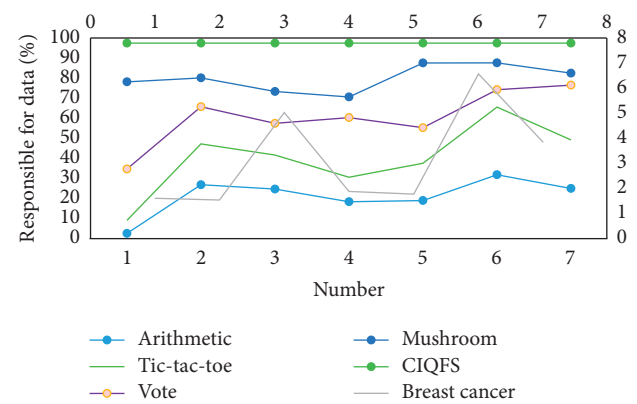 0 1 2 3 4 5 6 7 8
100 90 80 70 60 50 40 30 20 10 0
Responsible for data (%)
8 7 6 5 4 3 2 1 0
1 2 3 4 5 6 7
Number
Arithmetic Mushroom
Tic-tac-toe CIQFS
Vote Breast cancer